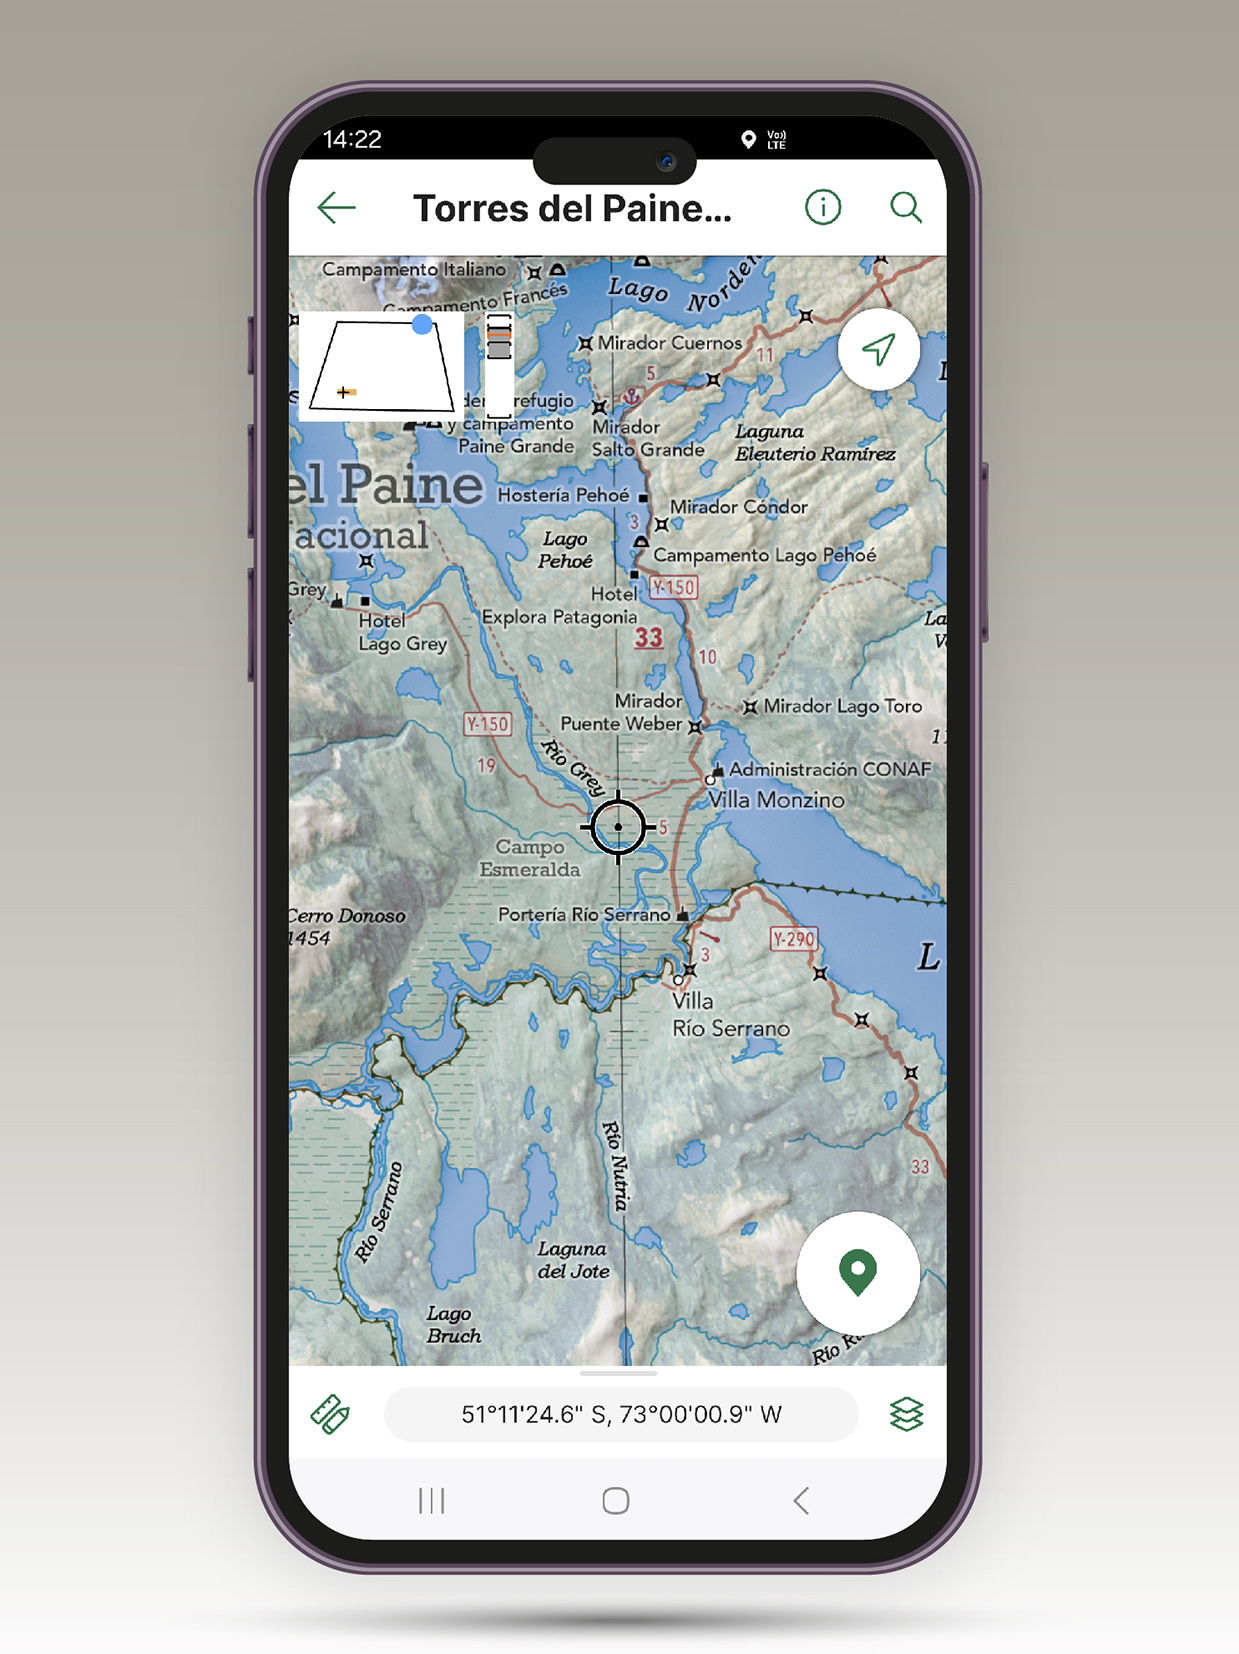 14:22
Vo))
LTE
Torres del Paine...
Campamento Italiano
Campamento Francés
Lago Norden
Mirador Cuernos
11
5
refugio
y campamento
Paine Grande
Mirador
Salto Grande
Laguna
Eleuterio Ramírez
el Paine
acional
Hostería Pehoé
Mirador Cóndor
3
Lago
Pehoé
Campamento Lago Pehoé
Grey
Hotel
Lago Grey
Hotel
Explora Patagonia
Y-150
33
10
La
Mirador
Puente Weber
Mirador Lago Toro
11
Y-150
19
Río Grey
Administración CONAF
Villa Monzino
5
Campo
Esmeralda
Cerro Donoso
1454
Portería Río Serrano
Y-290
L
3
Villa
Río Serrano
Río Nutria
33
Río Serrano
Laguna
del Jote
Lago
Bruch
Río
51°11'24.6" S, 73°00'00.9" W